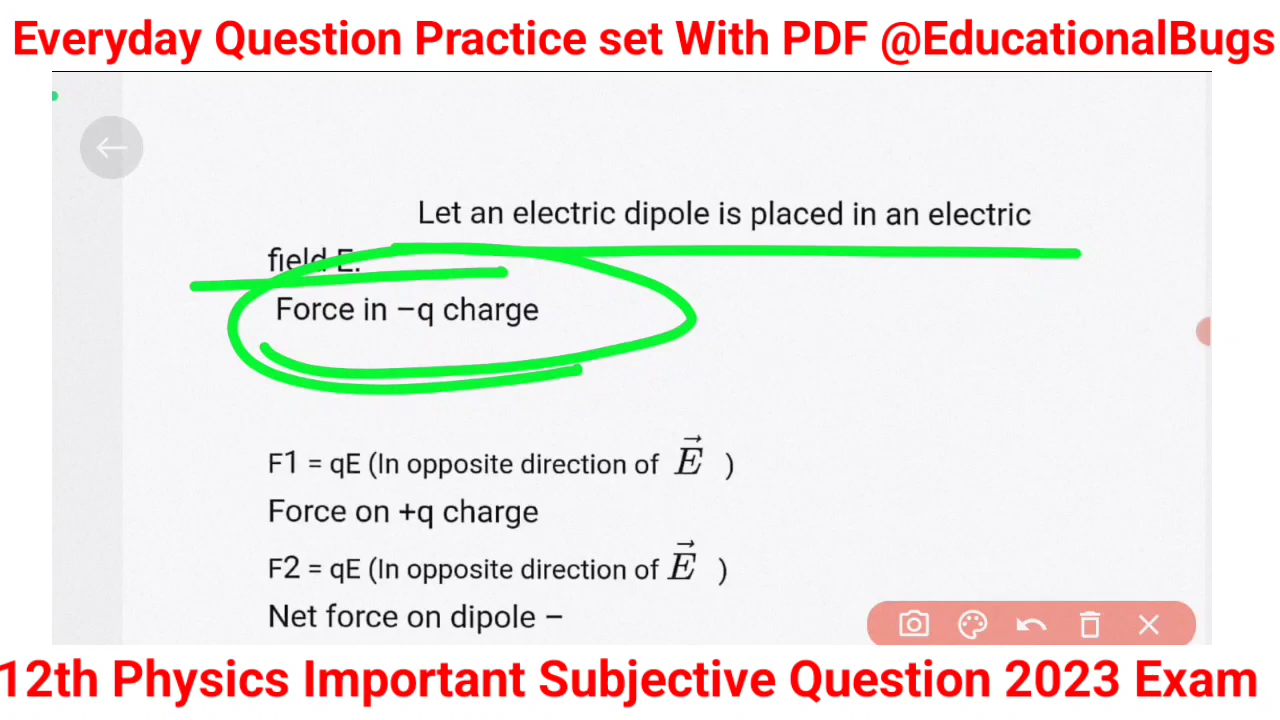 Everyday Question Practice set With PDF @EducationalBugs
Let an electric dipole is placed in an electric
field E.
Force in –q charge
F1 = qE (In opposite direction of E⃗ )
Force on +q charge
F2 = qE (In opposite direction of E⃗ )
Net force on dipole –
12th Physics Important Subjective Question 2023 Exam